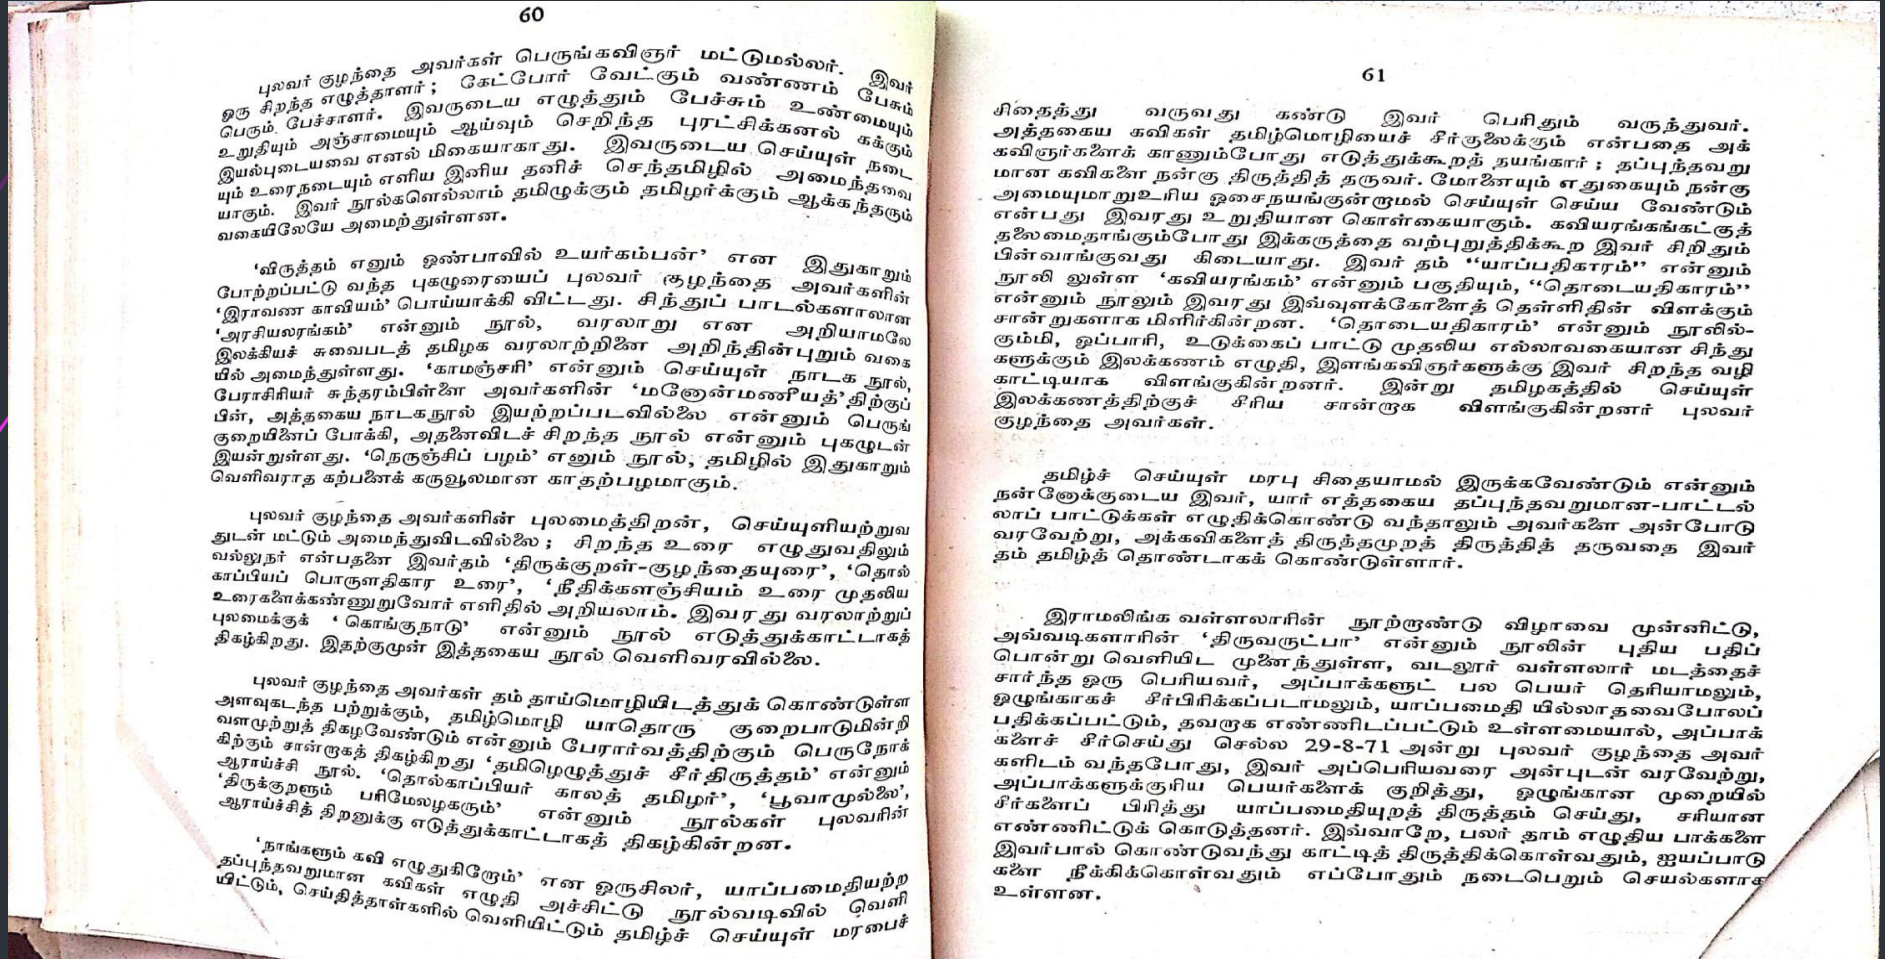 60
புலவர் குழந்தை அவர்கள் பெருங்கவிஞர் மட்டுமல்லர். இவர்
ஒரு சிறந்த எழுத்தாளர் ; கேட்போர் வேட்கும் வண்ணம் பேசும்
பெரும் பேச்சாளர். இவருடைய எழுத்தும் பேச்சும் உண்மையும்
உறுதியும் அஞ்சாமையும் ஆய்வும் செறிந்த புரட்சிக்கனல் கக்கும்
இயல்புடையவை எனல் மிகையாகாது. இவருடைய செய்யுள் நடை
யும் உரைநடையும் எளிய இனிய தனிச் செந்தமிழில் அமைந்தவை
யாகும். இவர் நூல்களெல்லாம் தமிழுக்கும் தமிழர்க்கும் ஆக்கந்தரும்
வகையிலேயே அமைந்துள்ளன.
'விருத்தம் எனும் ஒண்பாவில் உயர்கம்பன்' என இதுகாறும்
போற்றப்பட்டு வந்த புகழுரையைப் புலவர் குழந்தை அவர்களின்
'இராவண காவியம்' பொய்யாக்கி விட்டது. சிந்துப் பாடல்களாலான
'அரசியலரங்கம்' என்னும் நூல், வரலாறு என அறியாமலே
இலக்கியச் சுவைபடத் தமிழக வரலாற்றினை அறிந்தின்புறும் வகை
யில் அமைந்துள்ளது. 'காமஞ்சரி' என்னும் செய்யுள் நாடக நூல்,
பேராசிரியர் சுந்தரம்பிள்ளை அவர்களின் 'மனோன்மணீயத்'திற்குப்
பின், அத்தகைய நாடகநூல் இயற்றப்படவில்லை என்னும் பெருங்
குறையினைப் போக்கி, அதனைவிடச் சிறந்த நூல் என்னும் புகழுடன்
இயன்றுள்ளது. 'நெருஞ்சிப் பழம்' எனும் நூல், தமிழில் இதுகாறும்
வெளிவராத கற்பனைக் கருவூலமான காதற்பழமாகும்.
புலவர் குழந்தை அவர்களின் புலமைத்திறன், செய்யுளியற்றுவ
துடன் மட்டும் அமைந்துவிடவில்லை ; சிறந்த உரை எழுதுவதிலும்
வல்லுநர் என்பதனை இவர்தம் 'திருக்குறள்-குழந்தையுரை', 'தொல்
காப்பியப் பொருளதிகார உரை', 'நீதிக்களஞ்சியம் உரை முதலிய
உரைகளைக்கண்ணுறுவோர் எளிதில் அறியலாம். இவரது வரலாற்றுப்
புலமைக்குக் 'கொங்குநாடு' என்னும் நூல் எடுத்துக்காட்டாகத்
திகழ்கிறது. இதற்குமுன் இத்தகைய நூல் வெளிவரவில்லை.
புலவர் குழந்தை அவர்கள் தம் தாய்மொழியிடத்துக் கொண்டுள்ள
அளவுகடந்த பற்றுக்கும், தமிழ்மொழி யாதொரு குறைபாடுமின்றி
வளமுற்றுத் திகழவேண்டும் என்னும் பேரார்வத்திற்கும் பெருநோக்
கிற்கும் சான்றாகத் திகழ்கிறது 'தமிழெழுத்துச் சீர்திருத்தம்' என்னும்
ஆராய்ச்சி நூல். 'தொல்காப்பியர் காலத் தமிழர்', 'பூவாமுல்லை',
'திருக்குறளும் பரிமேலழகரும்' என்னும் நூல்கள் புலவரின்
ஆராய்ச்சித் திறனுக்கு எடுத்துக்காட்டாகத் திகழ்கின்றன.
'நாங்களும் கவி எழுதுகிறோம்' என ஒருசிலர், யாப்பமைதியற்ற
தப்புந்தவறுமான கவிகள் எழுதி அச்சிட்டு நூல்வடிவில் வெளி
யிட்டும், செய்தித்தாள்களில் வெளியிட்டும் தமிழ்ச் செய்யுள் மரபைச்
61
சிதைத்து வருவது கண்டு இவர் பெரிதும் வருந்துவர்.
அத்தகைய கவிகள் தமிழ்மொழியைச் சீர்குலைக்கும் என்பதை அக்
கவிஞர்களைக் காணும்போது எடுத்துக்கூறத் தயங்கார் ; தப்புந்தவறு
மான கவிகளை நன்கு திருத்தித் தருவர். மோனையும் எதுகையும் நன்கு
அமையுமாறுஉரிய ஓசைநயங்குன்றாமல் செய்யுள் செய்ய வேண்டும்
என்பது இவரது உறுதியான கொள்கையாகும். கவியரங்கங்கட்குத்
தலைமைதாங்கும்போது இக்கருத்தை வற்புறுத்திக்கூற இவர் சிறிதும்
பின்வாங்குவது கிடையாது. இவர் தம் “யாப்பதிகாரம்” என்னும்
நூலி லுள்ள 'கவியரங்கம்' என்னும் பகுதியும், “தொடையதிகாரம்”
என்னும் நூலும் இவரது இவ்வுளக்கோளைத் தெள்ளிதின் விளக்கும்
சான்றுகளாக மிளிர்கின்றன. 'தொடையதிகாரம்' என்னும் நூலில்-
கும்மி, ஒப்பாரி, உடுக்கைப் பாட்டு முதலிய எல்லாவகையான சிந்து
களுக்கும் இலக்கணம் எழுதி, இளங்கவிஞர்களுக்கு இவர் சிறந்த வழி
காட்டியாக விளங்குகின்றனர். இன்று தமிழகத்தில் செய்யுள்
இலக்கணத்திற்குச் சீரிய சான்றாக விளங்குகின்றனர் புலவர்
குழந்தை அவர்கள்.
தமிழ்ச் செய்யுள் மரபு சிதையாமல் இருக்கவேண்டும் என்னும்
நன்னோக்குடைய இவர், யார் எத்தகைய தப்புந்தவறுமான-பாட்டல்
லாப் பாட்டுக்கள் எழுதிக்கொண்டு வந்தாலும் அவர்களை அன்போடு
வரவேற்று, அக்கவிகளைத் திருத்தமுறத் திருத்தித் தருவதை இவர்
தம் தமிழ்த் தொண்டாகக் கொண்டுள்ளார்.
இராமலிங்க வள்ளலாரின் நூற்றாண்டு விழாவை முன்னிட்டு,
அவ்வடிகளாரின் 'திருவருட்பா' என்னும் நூலின் புதிய பதிப்
பொன்று வெளியிட முனைந்துள்ள, வடலூர் வள்ளலார் மடத்தைச்
சார்ந்த ஒரு பெரியவர், அப்பாக்களுட் பல பெயர் தெரியாமலும்,
ஒழுங்காகச் சீர்பிரிக்கப்படாமலும், யாப்பமைதி யில்லாதவைபோலப்
பதிக்கப்பட்டும், தவறாக எண்ணிடப்பட்டும் உள்ளமையால், அப்பாக்
களைச் சீர்செய்து செல்ல 29-8-71 அன்று புலவர் குழந்தை அவர்
களிடம் வந்தபோது, இவர் அப்பெரியவரை அன்புடன் வரவேற்று,
அப்பாக்களுக்குரிய பெயர்களைக் குறித்து, ஒழுங்கான முறையில்
சீர்களைப் பிரித்து யாப்பமைதியுறத் திருத்தம் செய்து, சரியான
எண்ணிட்டுக் கொடுத்தனர். இவ்வாறே, பலர் தாம் எழுதிய பாக்களை
இவர்பால் கொண்டுவந்து காட்டித் திருத்திக்கொள்வதும், ஐயப்பாடு
களை நீக்கிக்கொள்வதும் எப்போதும் நடைபெறும் செயல்களாக
உள்ளன.